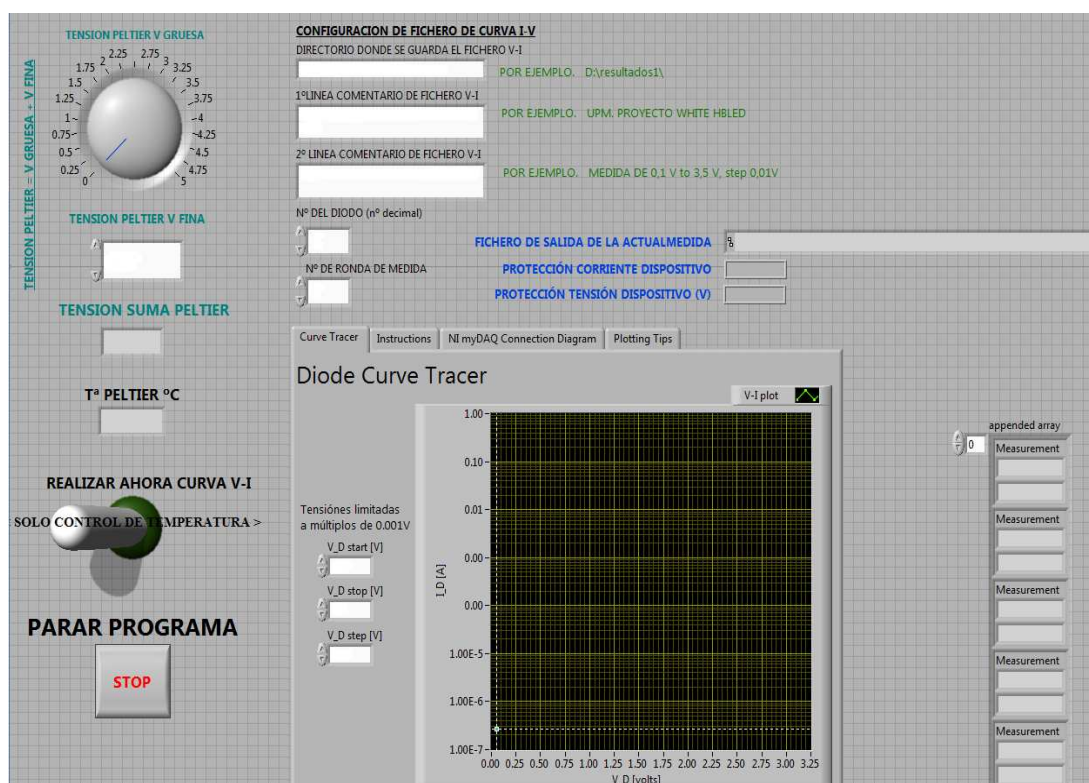 TENSION PELTIER V GRUESA
TENSION PELTIER = V GRUESA + V FINA
0
0.25
0.5
0.75
1
1.25
1.5
1.75
2
2.25
2.5
2.75
3
3.25
3.5
3.75
4
4.25
4.5
4.75
5
TENSION PELTIER V FINA
TENSION SUMA PELTIER
Tª PELTIER ºC
REALIZAR AHORA CURVA V-I
SOLO CONTROL DE TEMPERATURA >
PARAR PROGRAMA
STOP
CONFIGURACION DE FICHERO DE CURVA I-V
DIRECTORIO DONDE SE GUARDA EL FICHERO V-I
POR EJEMPLO. D:\resultados1\
1ºLINEA COMENTARIO DE FICHERO V-I
POR EJEMPLO. UPM. PROYECTO WHITE HBLED
2º LINEA COMENTARIO DE FICHERO V-I
POR EJEMPLO. MEDIDA DE 0,1 V to 3,5 V, step 0,01V
Nº DEL DIODO (nº decimal)
FICHERO DE SALIDA DE LA ACTUALMEDIDA
Nº DE RONDA DE MEDIDA
PROTECCIÓN CORRIENTE DISPOSITIVO
PROTECCIÓN TENSIÓN DISPOSITIVO (V)
Curve Tracer Instructions NI myDAQ Connection Diagram Plotting Tips
Diode Curve Tracer
V-I plot
Tensiónes limitadas
a múltiplos de 0.001V
V_D start [V]
V_D stop [V]
V_D step [V]
I_D [A]
1.00
0.10
0.01
0.00
0.00
1.00E-5
1.00E-6
1.00E-7
0.00 0.25 0.50 0.75 1.00 1.25 1.50 1.75 2.00 2.25 2.50 2.75 3.00 3.25
V_D [volts]
appended array
0
Measurement
Measurement
Measurement
Measurement
Measurement